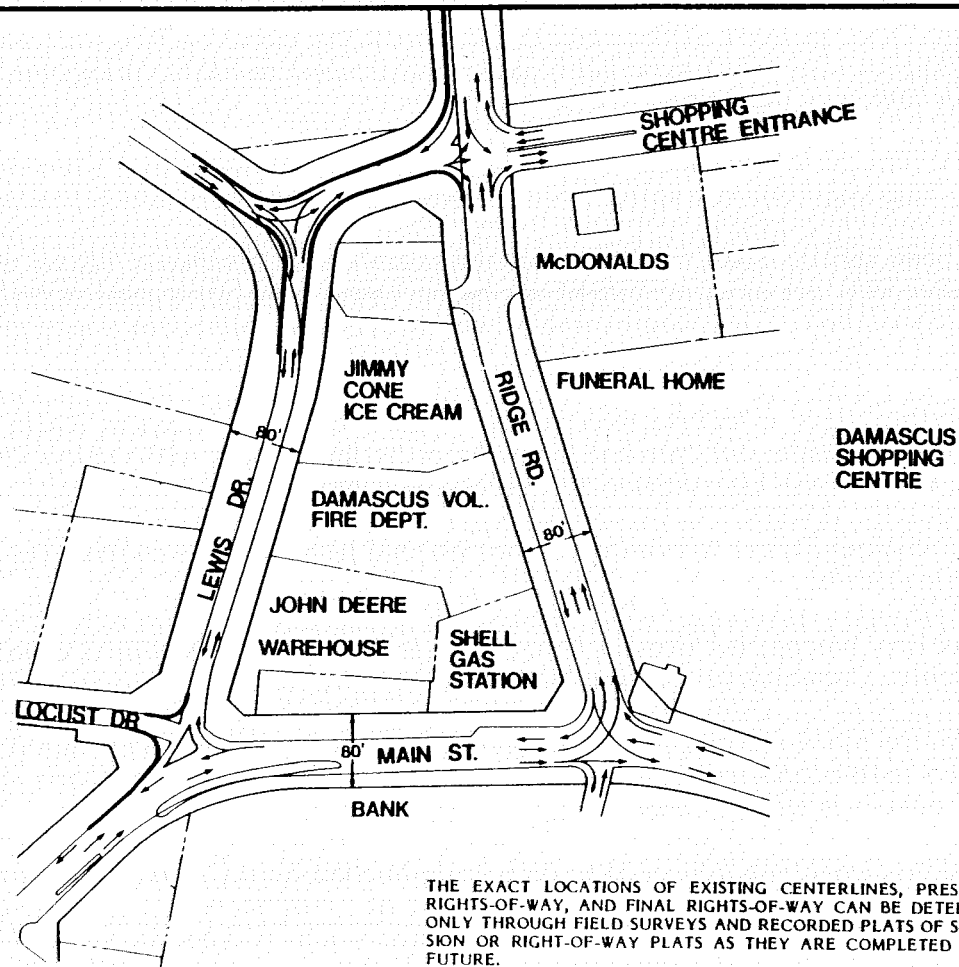 SHOPPING
CENTRE ENTRANCE
McDONALDS
JIMMY
CONE
ICE CREAM
RIDGE RD.
FUNERAL HOME
DAMASCUS
SHOPPING
CENTRE
80'
LEWIS DR.
DAMASCUS VOL.
FIRE DEPT.
80'
JOHN DEERE
WAREHOUSE
SHELL
GAS
STATION
LOCUST DR
80'
MAIN ST.
BANK
THE EXACT LOCATIONS OF EXISTING CENTERLINES, PRES
RIGHTS-OF-WAY, AND FINAL RIGHTS-OF-WAY CAN BE DETE
ONLY THROUGH FIELD SURVEYS AND RECORDED PLATS OF S
SION OR RIGHT-OF-WAY PLATS AS THEY ARE COMPLETED
FUTURE.